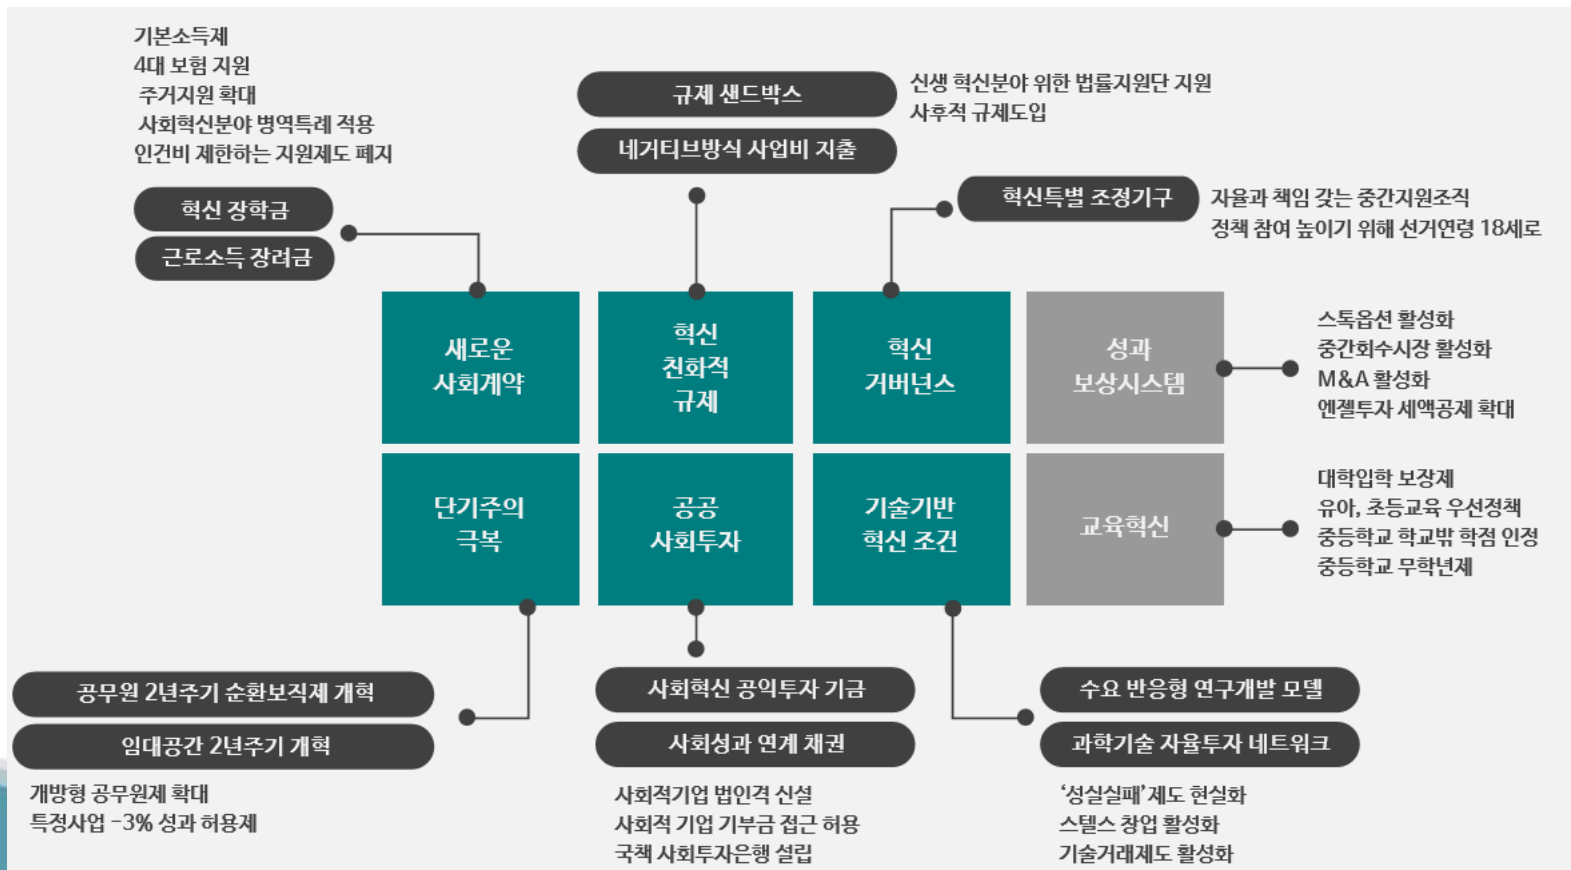 기본소득제
4대 보험 지원
주거지원 확대
사회혁신분야 병역특례 적용
인건비 제한하는 지원제도 폐지
혁신 장학금
근로소득 장려금
규제 샌드박스
네거티브방식 사업비 지출
신생 혁신분야 위한 법률지원단 지원
사후적 규제도입
혁신특별 조정기구
자율과 책임 갖는 중간지원조직
정책 참여 높이기 위해 선거연령 18세로
새로운
사회계약
혁신
친화적
규제
혁신
거버넌스
성과
보상시스템
스톡옵션 활성화
중간회수시장 활성화
M&A 활성화
엔젤투자 세액공제 확대
단기주의
극복
공공
사회투자
기술기반
혁신 조건
교육혁신
대학입학 보장제
유아, 초등교육 우선정책
중등학교 학교밖 학점 인정
중등학교 무학년제
공무원 2년주기 순환보직제 개혁
임대공간 2년주기 개혁
개방형 공무원제 확대
특정사업 -3% 성과 허용제
사회혁신 공익투자 기금
사회성과 연계 채권
사회적기업 법인격 신설
사회적 기업 기부금 접근 허용
국책 사회투자은행 설립
수요 반응형 연구개발 모델
과학기술 자율투자 네트워크
‘성실실패’제도 현실화
스텔스 창업 활성화
기술거래제도 활성화